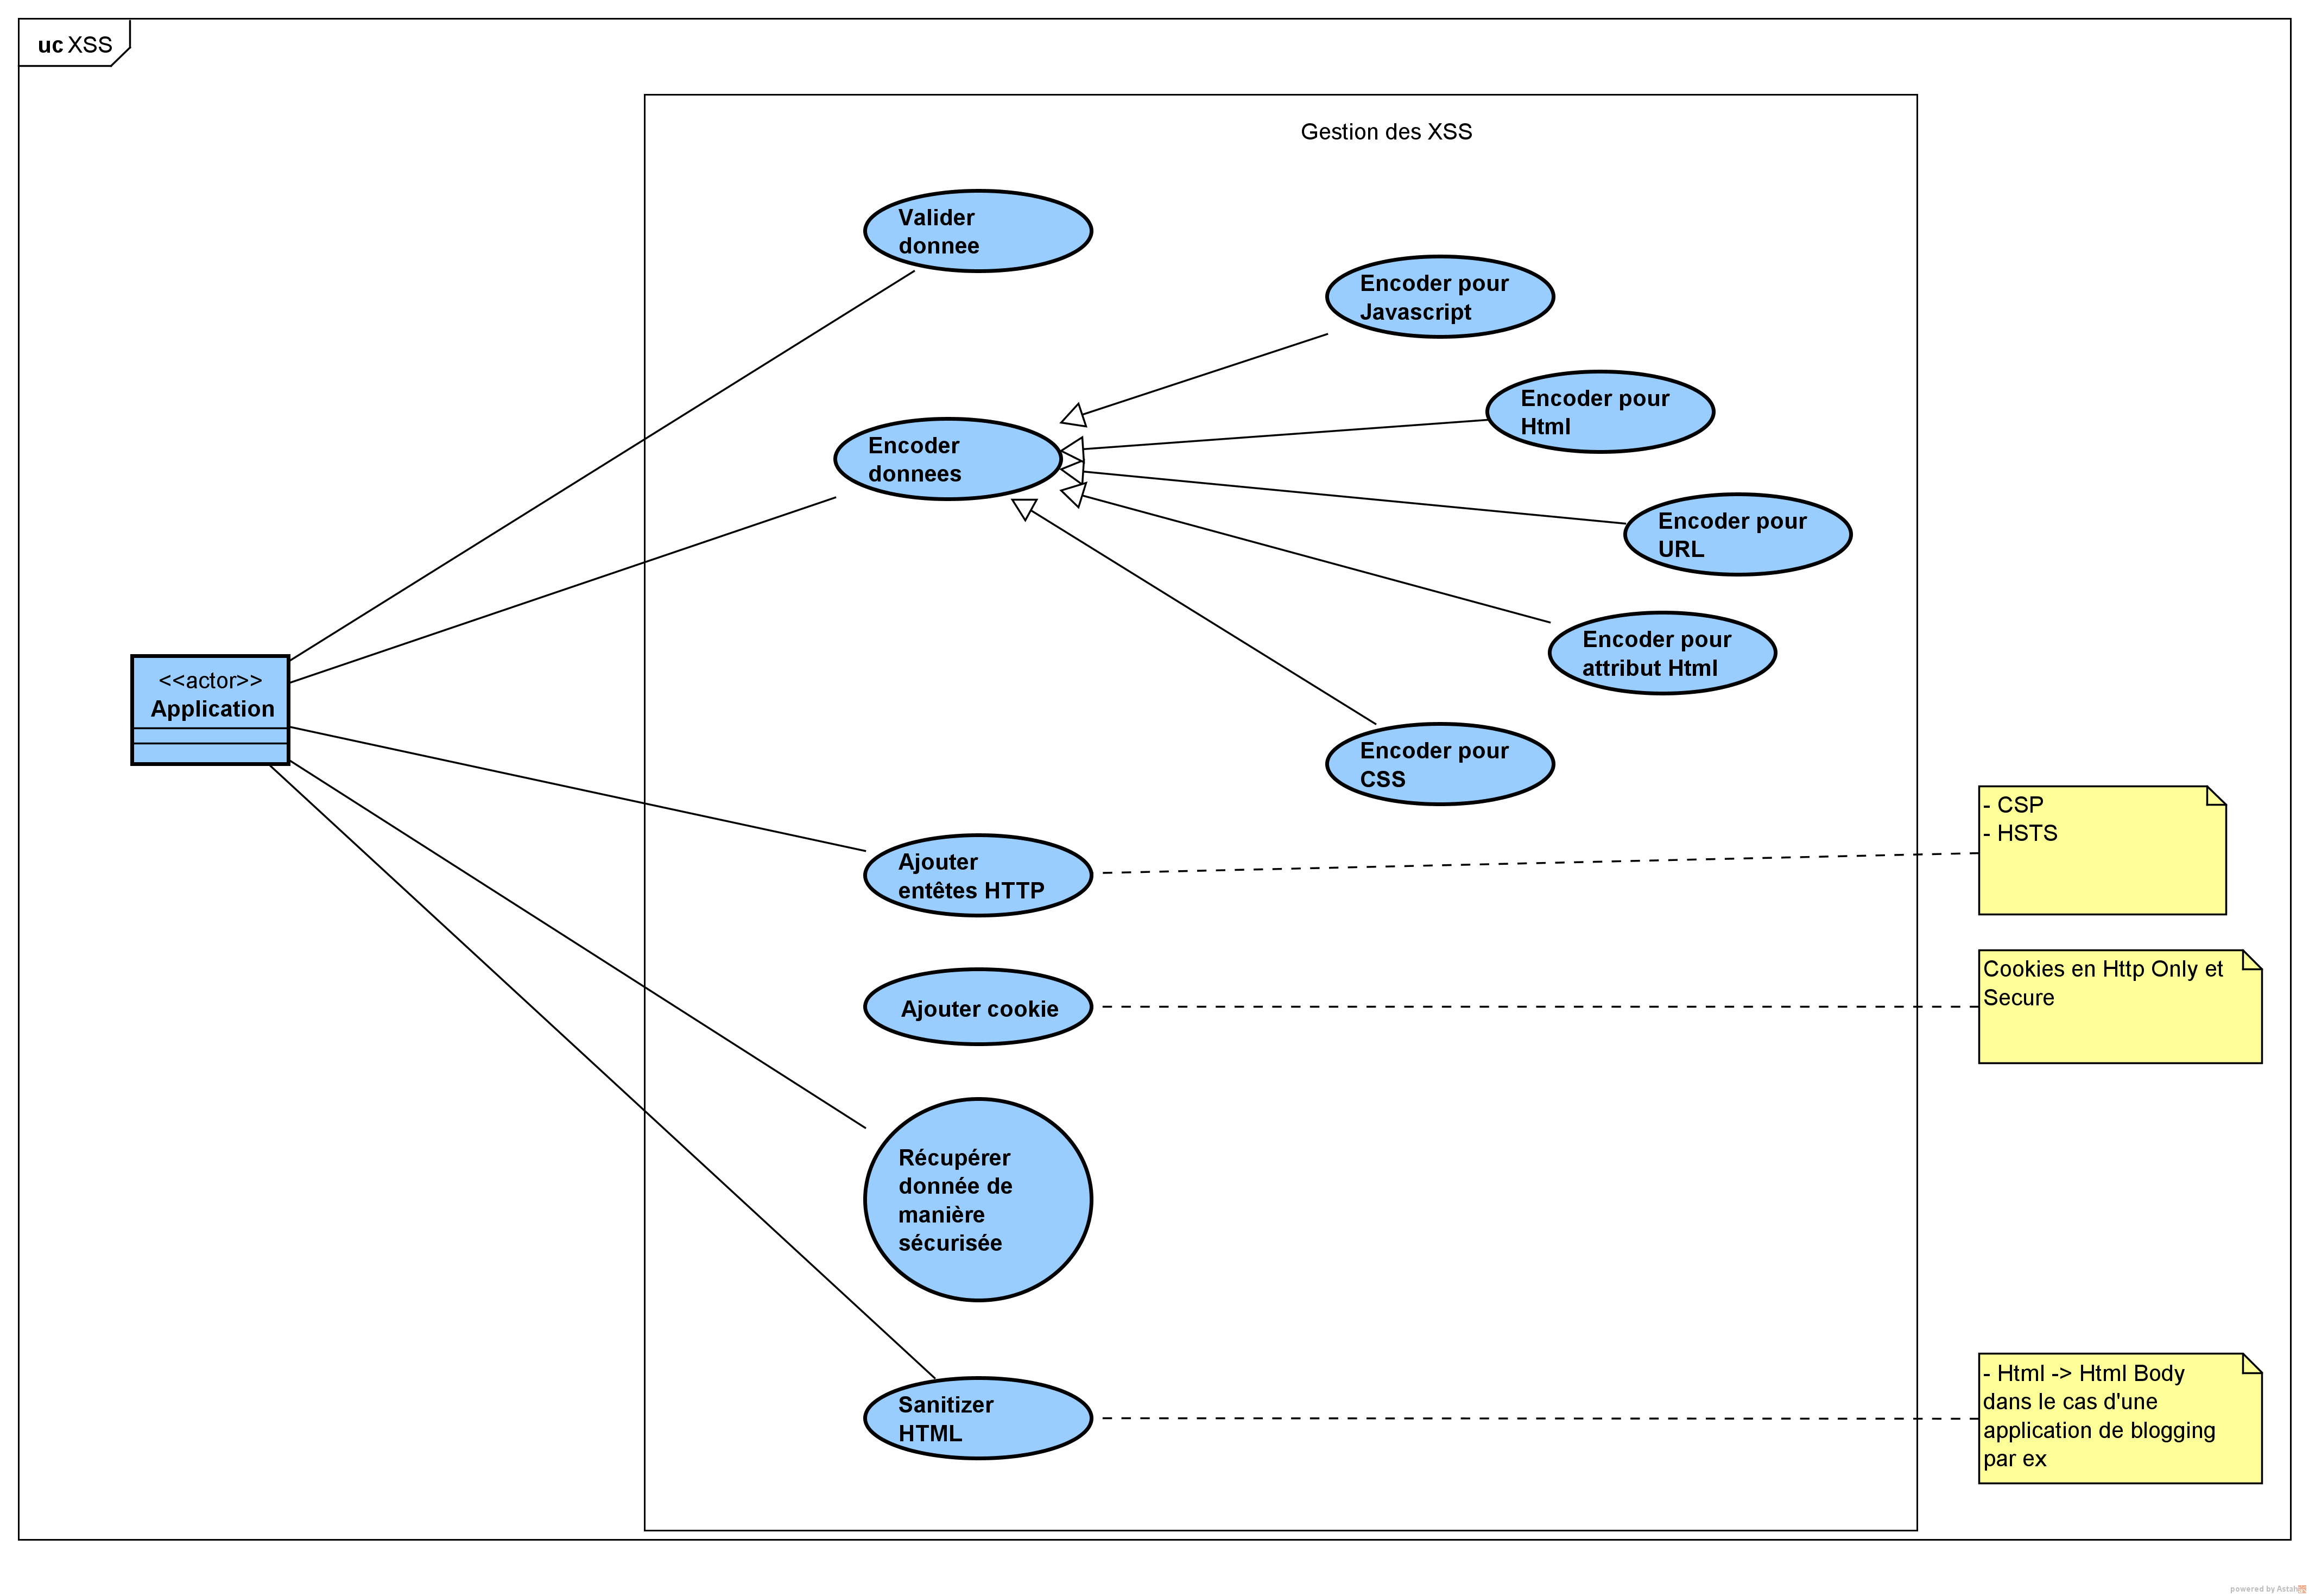 uc XSS
Gestion des XSS
Valider
donnee
Encoder pour
Javascript
Encoder pour
Html
Encoder
donnees
Encoder pour
URL
Encoder pour
attribut Html
<<actor>>
Application
Encoder pour
CSS
- CSP
- HSTS
Ajouter
entêtes HTTP
Cookies en Http Only et
Secure
Ajouter cookie
Récupérer
donnée de
manière
sécurisée
- Html -> Html Body
dans le cas d'une
application de blogging
par ex
Sanitizer
HTML
powered by Astah